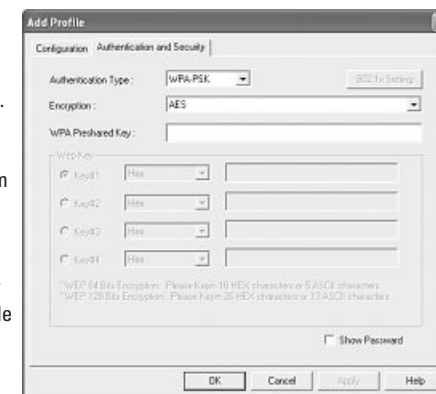 Add Profile
Configuration Authentication and Security
Authentication Type : WPA-PSK 802.1x Setting
Encryption : AES
WPA Preshared Key :
Wep Key
Key#1 Hex
Key#2 Hex
Key#3 Hex
Key#4 Hex
* WEP 64 Bits Encryption: Please Keyin 10 HEX characters or 5 ASCII characters
* WEP 128 Bits Encryption: Please Keyin 26 HEX characters or 13 ASCII characters
Show Password
OK Cancel Apply Help